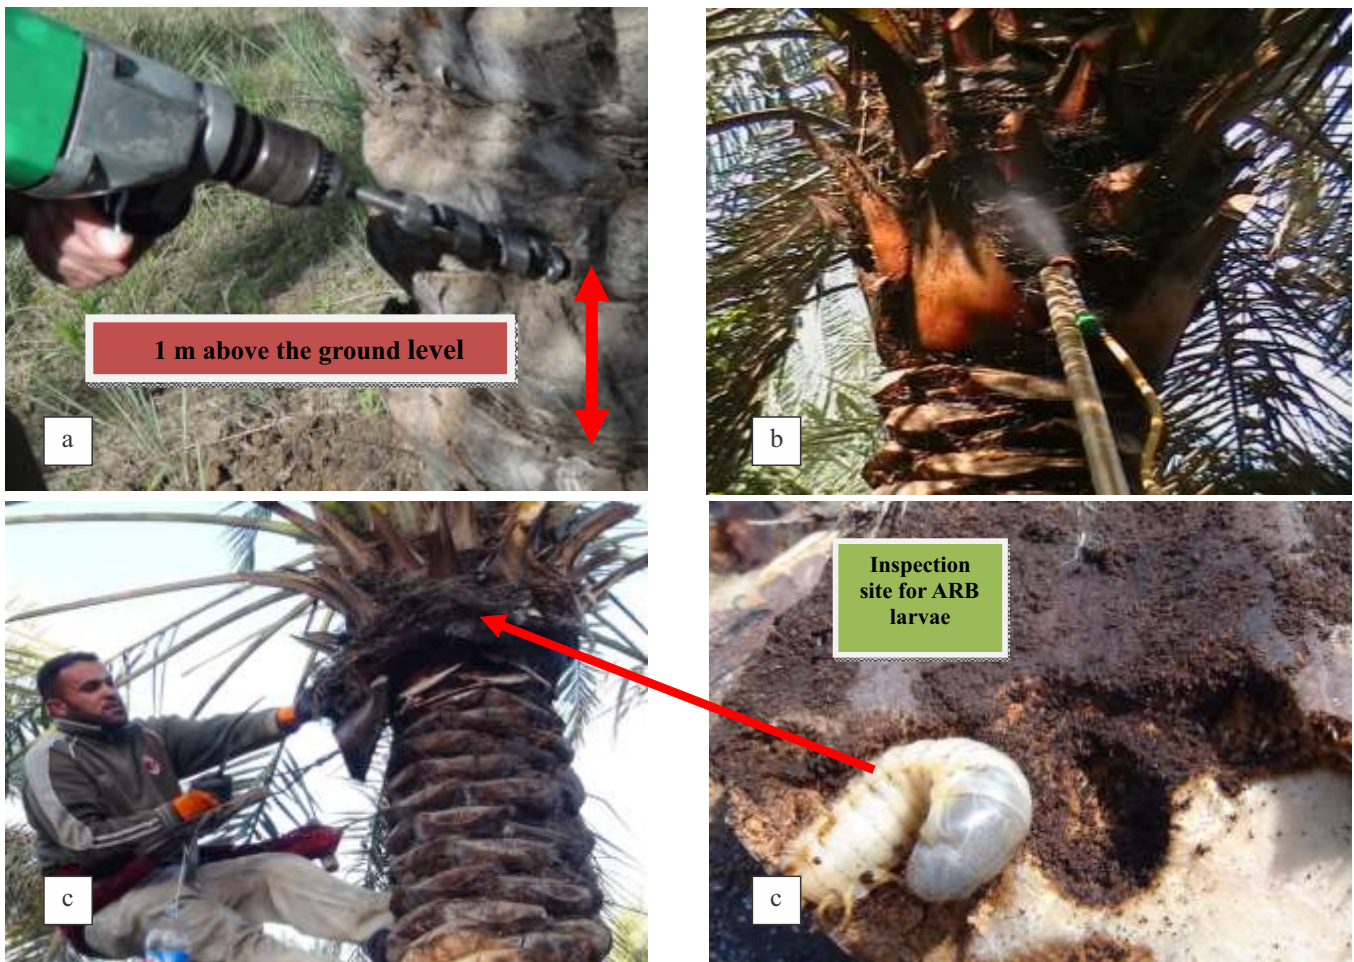 1 m above the ground level
a
b
Inspection
site for ARB
larvae
c
c